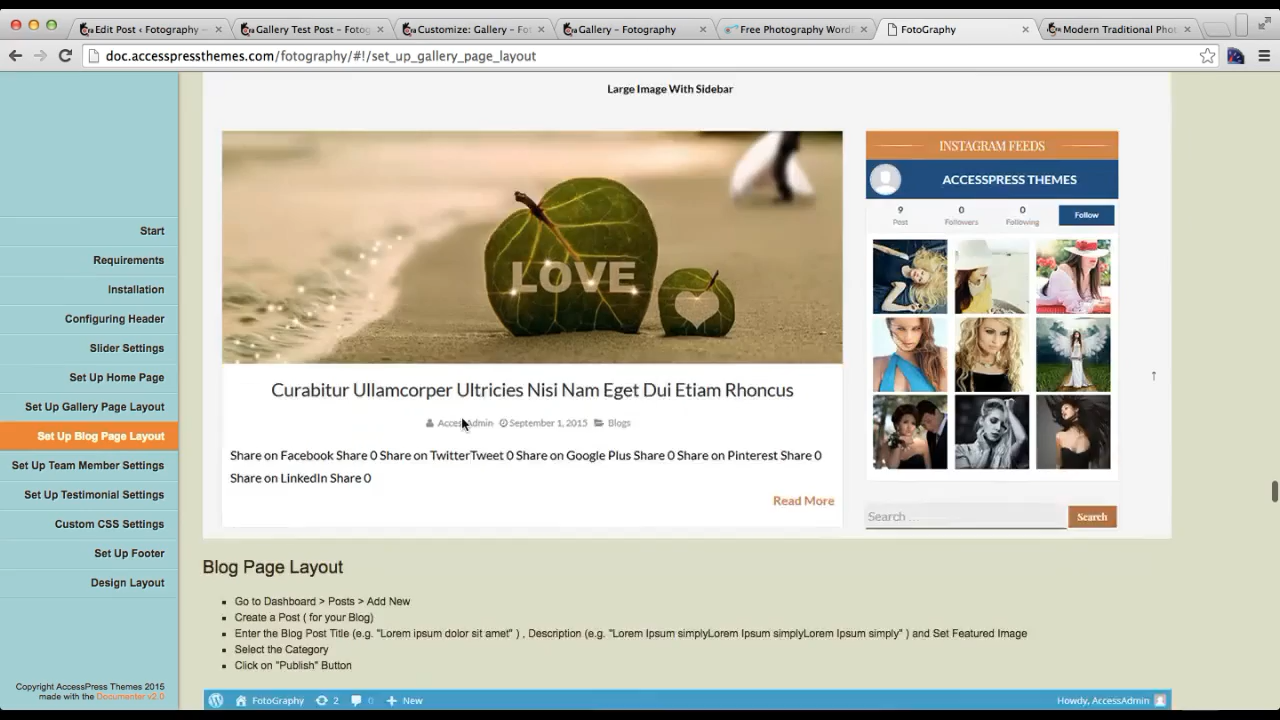 Edit Post ‹ Fotography -
Gallery Test Post - Fotog
Customize: Gallery – Fot
Gallery – Fotography
Free Photography Word
FotoGraphy
Modern Traditional Pho
doc.accesspressthemes.com/fotography/#!/set_up_gallery_page_layout
Large Image With Sidebar
LOVE
Curabitur Ullamcorper Ultricies Nisi Nam Eget Dui Etiam Rhoncus
AccessAdmin September 1, 2015 Blogs
Share on Facebook Share 0 Share on TwitterTweet 0 Share on Google Plus Share 0 Share on Pinterest Share 0
Share on LinkedIn Share 0
Read More
INSTAGRAM FEEDS
ACCESSPRESS THEMES
9 0 0 Follow
Post Followers Following
Search ... Search
Start
Requirements
Installation
Configuring Header
Slider Settings
Set Up Home Page
Set Up Gallery Page Layout
Set Up Blog Page Layout
Set Up Team Member Settings
Set Up Testimonial Settings
Custom CSS Settings
Set Up Footer
Design Layout
Copyright AccessPress Themes 2015
made with the Documenter v2.0
Blog Page Layout
Go to Dashboard > Posts > Add New
Create a Post ( for your Blog)
Enter the Blog Post Title (e.g. "Lorem ipsum dolor sit amet" ) , Description (e.g. "Lorem Ipsum simplyLorem Ipsum simplyLorem Ipsum simply" ) and Set Featured Image
Select the Category
Click on "Publish" Button
FotoGraphy 2 0 New Howdy, AccessAdmin